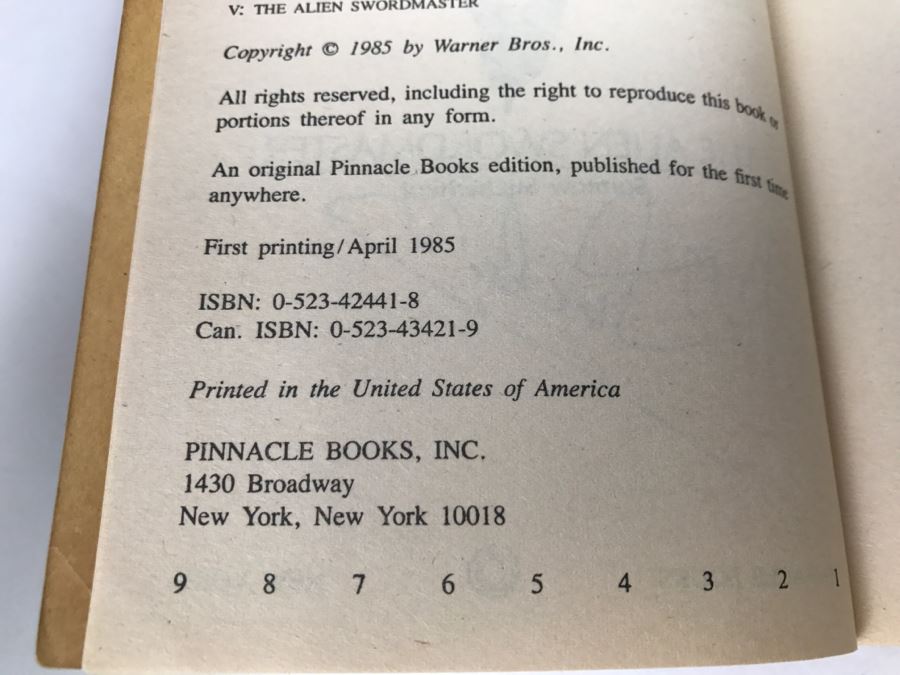 V: THE ALIEN SWORDMASTER
Copyright © 1985 by Warner Bros., Inc.
All rights reserved, including the right to reproduce this book or
portions thereof in any form.
An original Pinnacle Books edition, published for the first time
anywhere.
First printing/April 1985
ISBN: 0-523-42441-8
Can. ISBN: 0-523-43421-9
Printed in the United States of America
PINNACLE BOOKS, INC.
1430 Broadway
New York, New York 10018
9 8 7 6 5 4 3 2 1